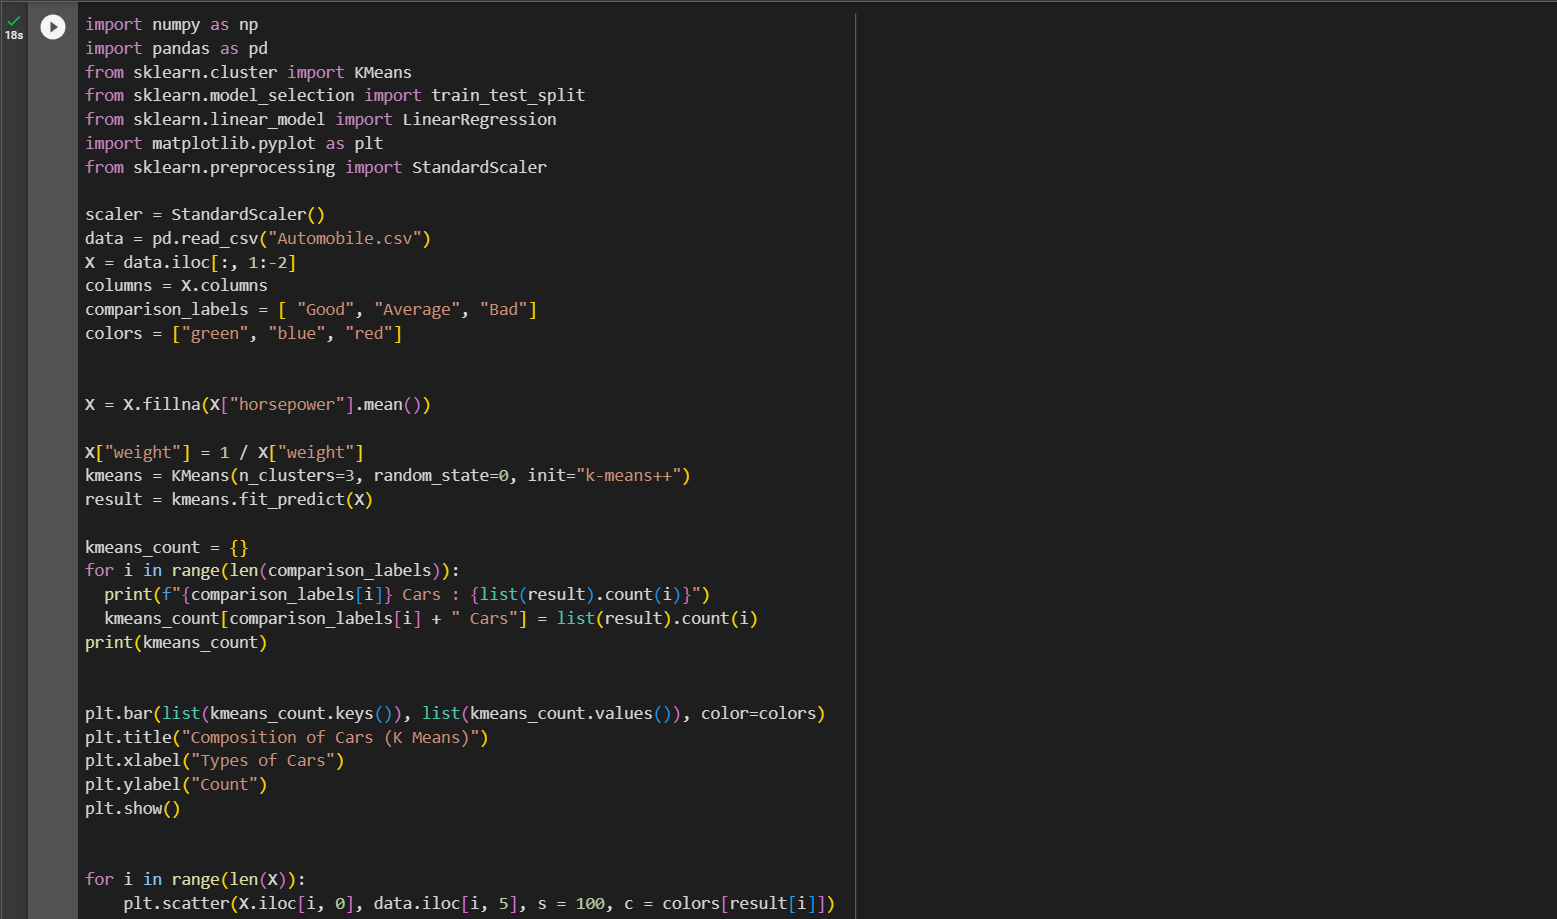 18s
import numpy as np
import pandas as pd
from sklearn.cluster import KMeans
from sklearn.model_selection import train_test_split
from sklearn.linear_model import LinearRegression
import matplotlib.pyplot as plt
from sklearn.preprocessing import StandardScaler
scaler = StandardScaler()
data = pd.read_csv("Automobile.csv")
X = data.iloc[:, 1:-2]
columns = X.columns
comparison_labels = [ "Good", "Average", "Bad"]
colors = ["green", "blue", "red"]
X = X.fillna(X["horsepower"].mean())
X["weight"] = 1 / X["weight"]
kmeans = KMeans(n_clusters=3, random_state=0, init="k-means++")
result = kmeans.fit_predict(X)
kmeans_count = {}
for i in range(len(comparison_labels)):
  print(f"{comparison_labels[i]} Cars : {list(result).count(i)}")
  kmeans_count[comparison_labels[i] + " Cars"] = list(result).count(i)
print(kmeans_count)
plt.bar(list(kmeans_count.keys()), list(kmeans_count.values()), color=colors)
plt.title("Composition of Cars (K Means)")
plt.xlabel("Types of Cars")
plt.ylabel("Count")
plt.show()
for i in range(len(X)):
    plt.scatter(X.iloc[i, 0], data.iloc[i, 5], s = 100, c = colors[result[i]])